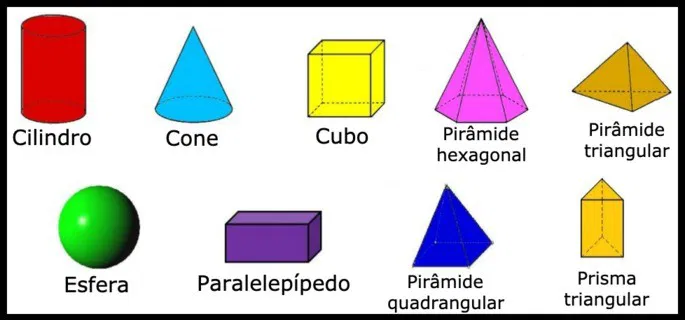 Cilindro
Cone
Cubo
Pirâmide
hexagonal
Pirâmide
triangular
Esfera
Paralelepípedo
Pirâmide
quadrangular
Prisma
triangular